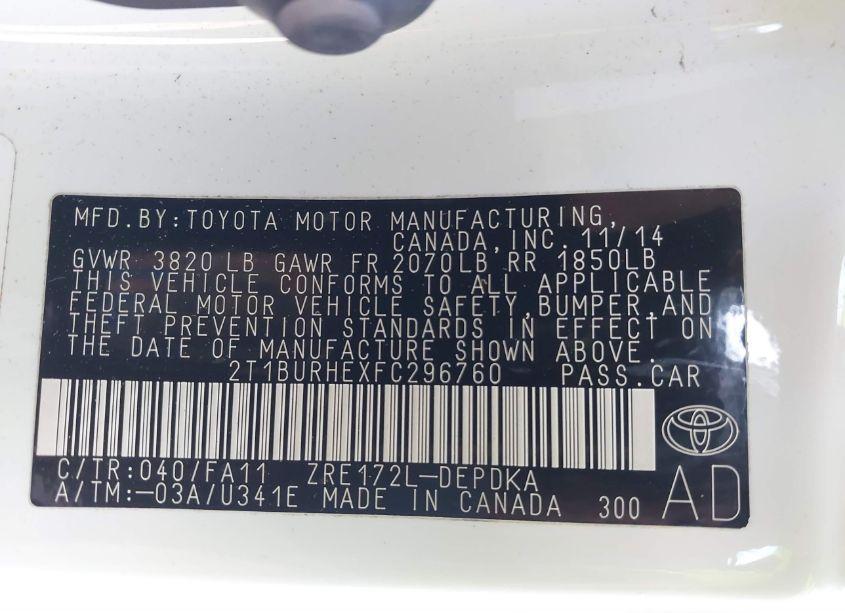 MFD.BY:TOYOTA MOTOR MANUFACTURING,
CANADA,INC. 11/14
GVWR 3820 LB GAWR FR 2070LB RR 1850LB
THIS VEHICLE CONFORMS TO ALL APPLICABLE
FEDERAL MOTOR VEHICLE SAFETY,BUMPER,AND
THEFT PREVENTION STANDARDS IN EFFECT ON
THE DATE OF MANUFACTURE SHOWN ABOVE.
2T1BURHEXFC296760 PASS.CAR
C/TR:040/FA11 ZRE172L-DEPDKA
A/TM:-03A/U341E MADE IN CANADA 300 AD